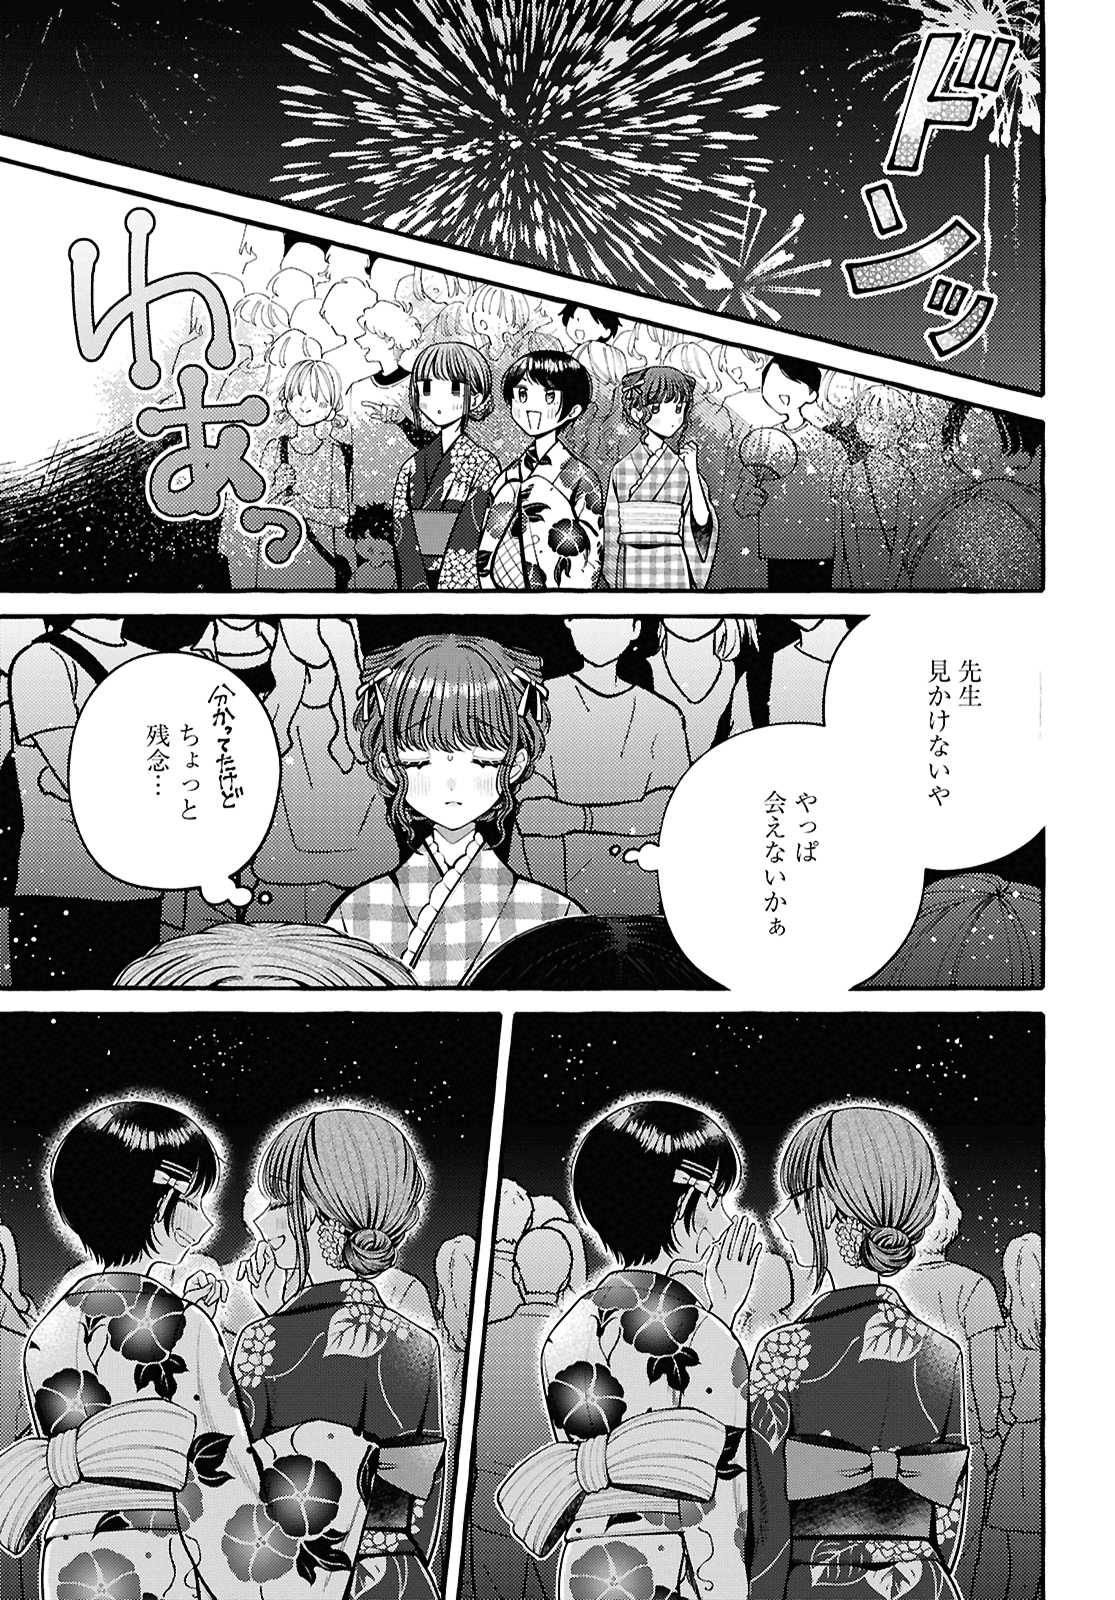 ドンッ
わあっ
先生
見かけないや
やっぱ
会えないかぁ
分かってたけど
ちょっと
残念…